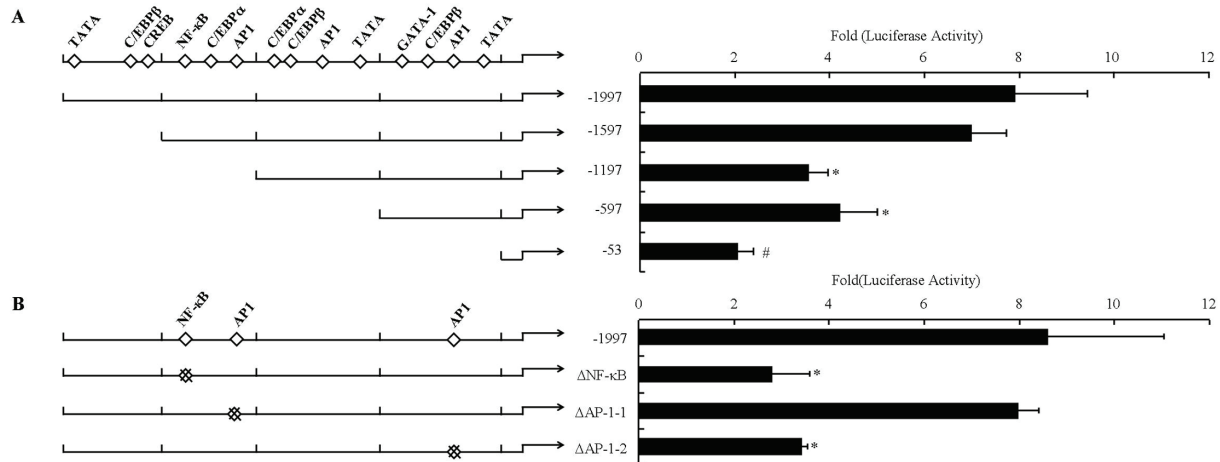 A
TATA C/EBPβ CREB NF-κB C/EBPα AP1 C/EBPα C/EBPβ AP1 TATA GATA-1 C/EBPβ AP1 TATA
Fold (Luciferase Activity)
0 2 4 6 8 10 12
-1997
-1597
-1197 *
-597 *
-53 #
B
NF-κB AP1 AP1
Fold(Luciferase Activity)
0 2 4 6 8 10 12
-1997
ΔNF-κB *
ΔAP-1-1
ΔAP-1-2 *